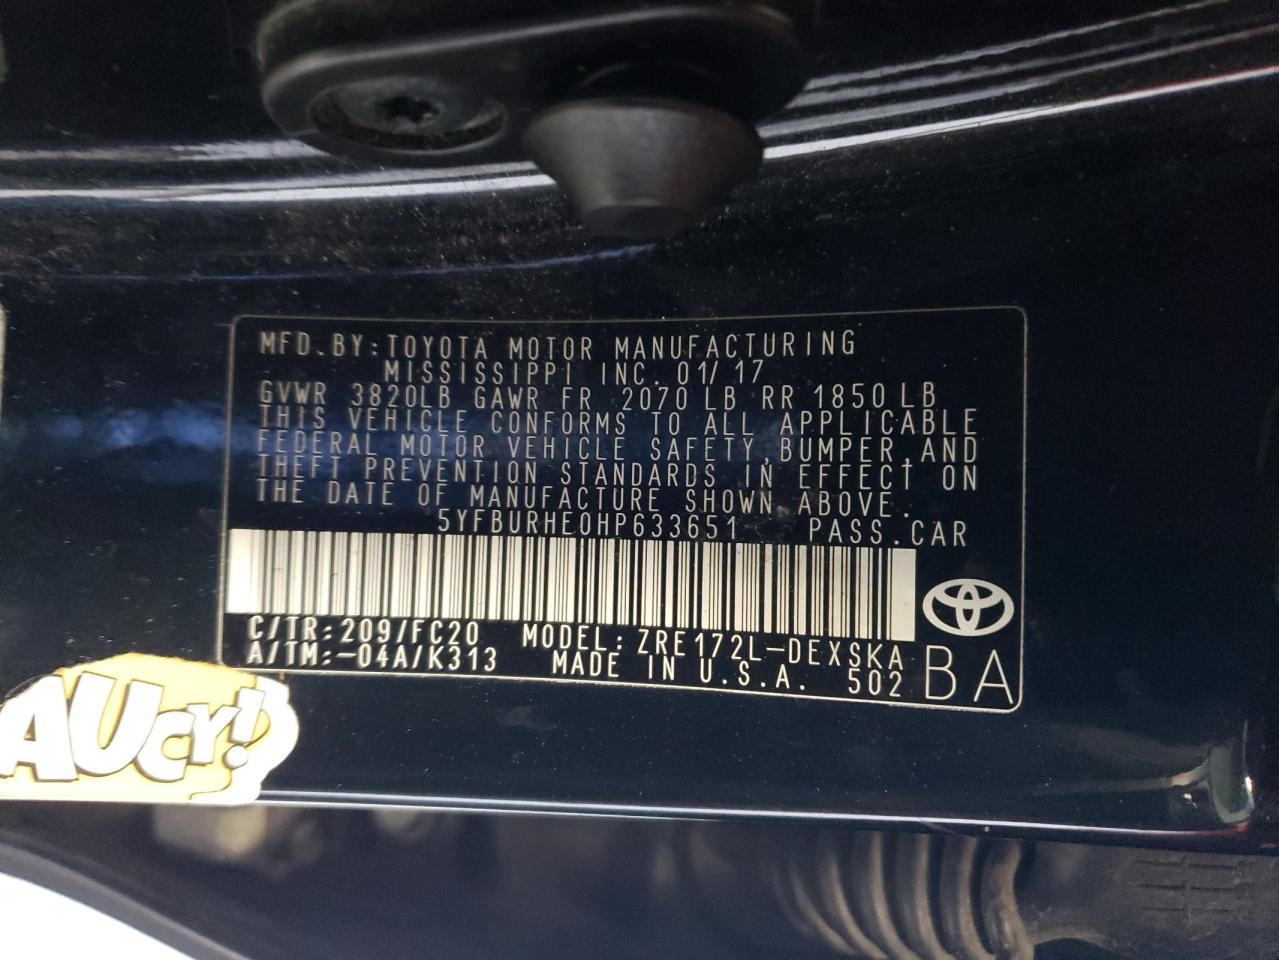 MFD.BY:TOYOTA MOTOR MANUFACTURING
MISSISSIPPI INC. 01/17
GVWR 3820LB GAWR FR 2070 LB RR 1850 LB
THIS VEHICLE CONFORMS TO ALL APPLICABLE
FEDERAL MOTOR VEHICLE SAFETY,BUMPER,AND
THEFT PREVENTION STANDARDS IN EFFECT ON
THE DATE OF MANUFACTURE SHOWN ABOVE.
5YFBURHE0HP633651 PASS.CAR
C/TR:209/FC20 MODEL:ZRE172L-DEXSKA
A/TM:-04A/K313 MADE IN U.S.A. 502 BA
AUCY!